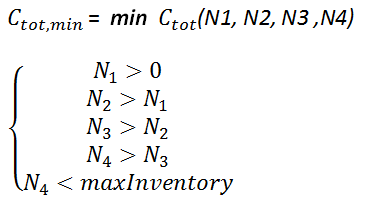 C_tot,min = min C_tot(N1, N2, N3 ,N4)
N_1 > 0
N_2 > N_1
N_3 > N_2
N_4 > N_3
N_4 < maxInventory